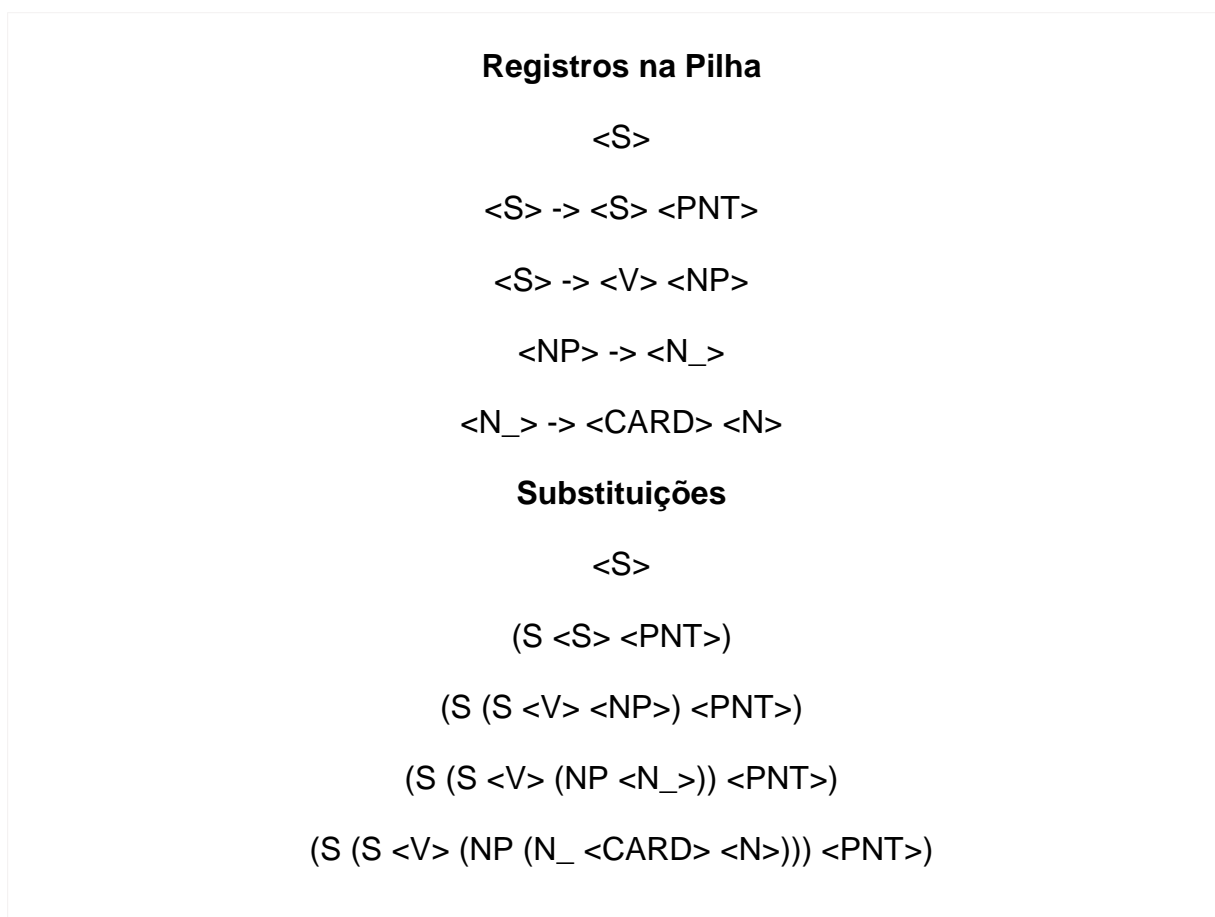 Registros na Pilha
<S>
<S> -> <S> <PNT>
<S> -> <V> <NP>
<NP> -> <N_>
<N_> -> <CARD> <N>
Substituições
<S>
(S <S> <PNT>)
(S (S <V> <NP>) <PNT>)
(S (S <V> (NP <N_>)) <PNT>)
(S (S <V> (NP (N_ <CARD> <N>))) <PNT>)